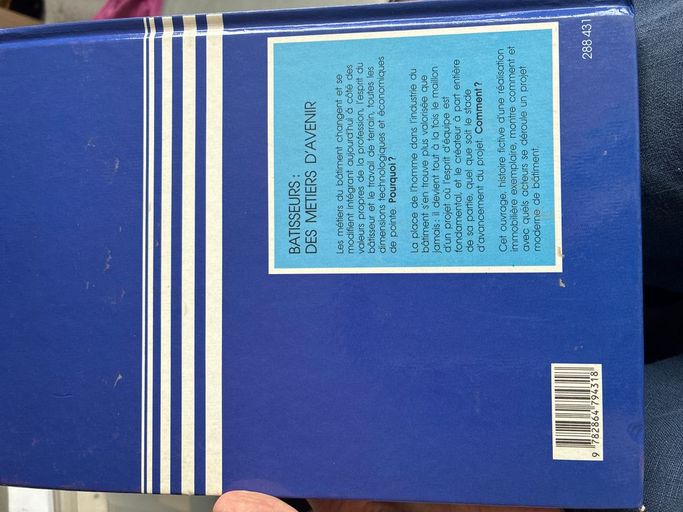 BATISSEURS :
DES METIERS D'AVENIR
Les métiers du bâtiment changent et se
modifient intégrant aujourd'hui à côté des
valeurs propres de la profession, l'esprit du
bâtisseur et le travail de terrain, toutes les
dimensions technologiques et économiques
de pointe. Pourquoi ?
La place de l'homme dans l'industrie du
bâtiment s'en trouve plus valorisée que
jamais : il devient tout à la fois le maillon
d'un projet où l'esprit d'équipe est
fondamental, et le créateur à part entière
de sa partie, quel que soit le stade
d'avancement du projet. Comment ?
Cet ouvrage, histoire fictive d'une réalisation
immobilière exemplaire, montre comment et
avec quels acteurs se déroule un projet
moderne de bâtiment.
288 431
9 782864 794318